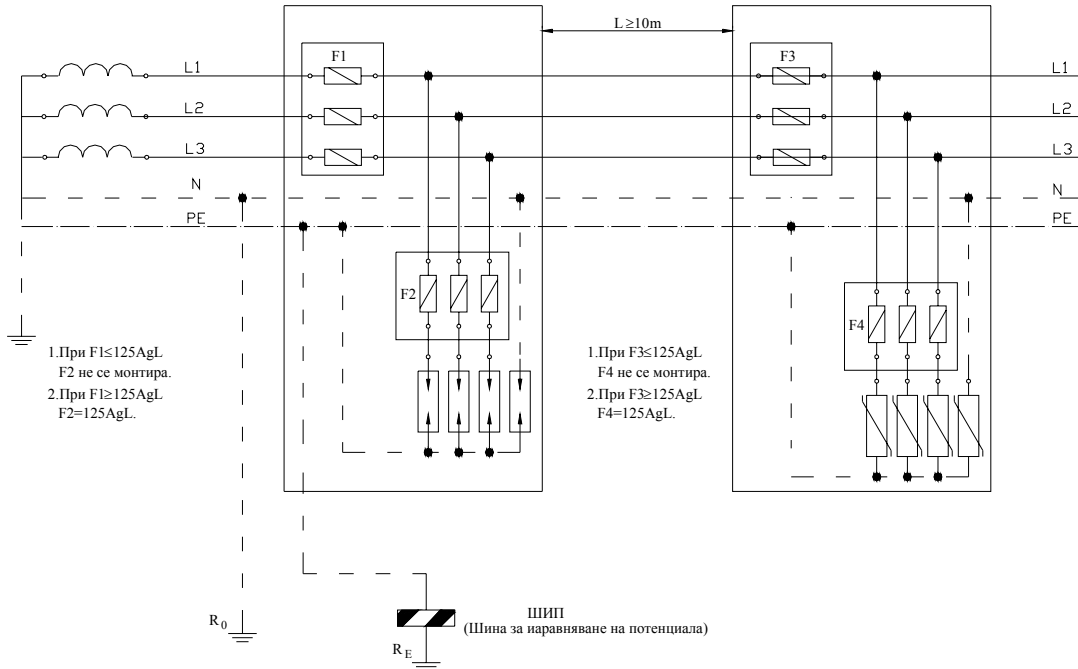 L ≥10m
F1
F3
L1
L1
L2
L2
L3
L3
N
N
PE
PE
F2
F4
1.При F1≤125AgL
F2 не се монтира.
2.При F1≥125AgL
F2=125AgL.
1.При F3≤125AgL
F4 не се монтира.
2.При F3≥125AgL
F4=125AgL.
R0
ШИП
(Шина за иаравняване на потенциала)
RE